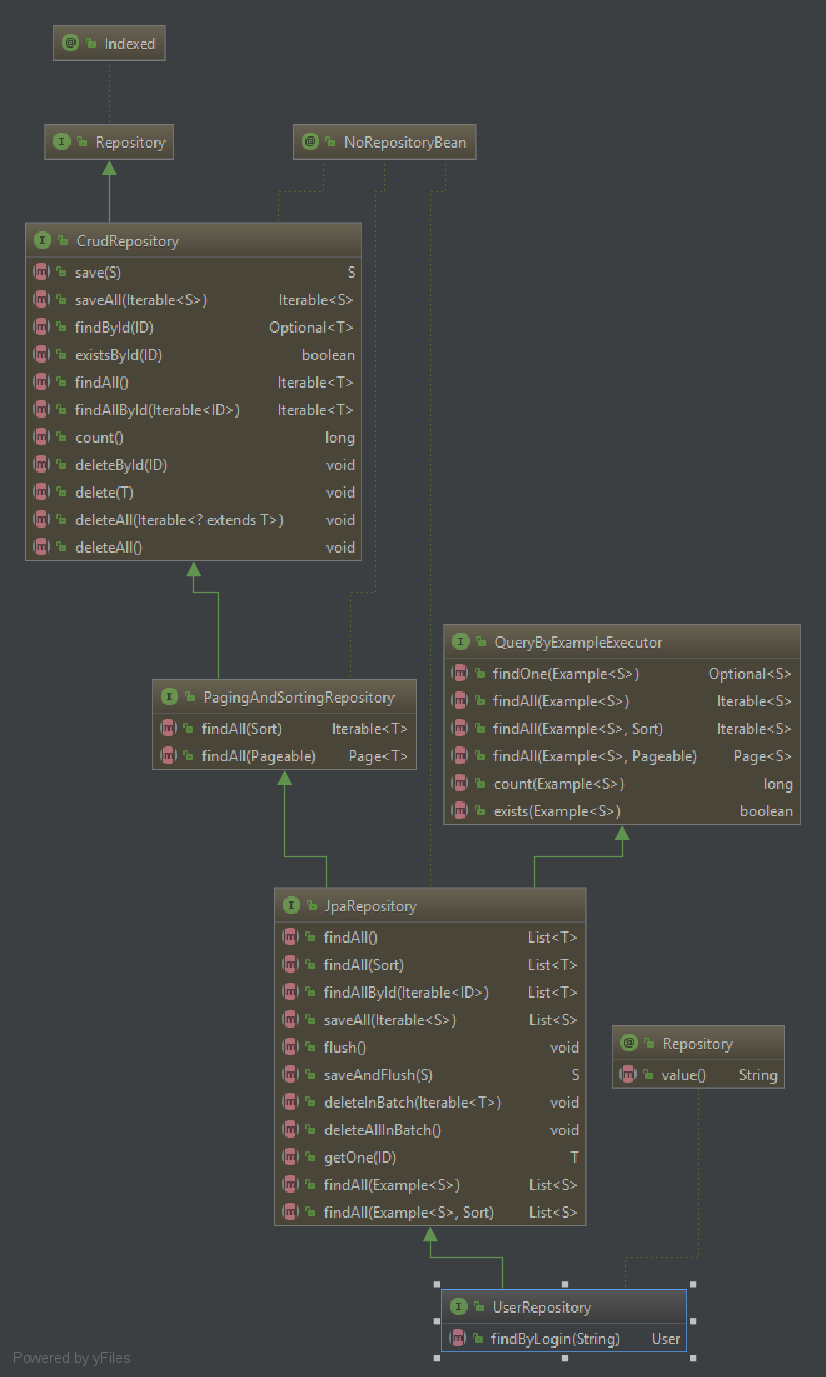 Indexed
Repository
NoRepositoryBean
CrudRepository
save(S) S
saveAll(Iterable<S>) Iterable<S>
findById(ID) Optional<T>
existsById(ID) boolean
findAll() Iterable<T>
findAllById(Iterable<ID>) Iterable<T>
count() long
deleteById(ID) void
delete(T) void
deleteAll(Iterable<? extends T>) void
deleteAll() void
QueryByExampleExecutor
findOne(Example<S>) Optional<S>
findAll(Example<S>) Iterable<S>
findAll(Example<S>, Sort) Iterable<S>
findAll(Example<S>, Pageable) Page<S>
count(Example<S>) long
exists(Example<S>) boolean
PagingAndSortingRepository
findAll(Sort) Iterable<T>
findAll(Pageable) Page<T>
JpaRepository
findAll() List<T>
findAll(Sort) List<T>
findAllById(Iterable<ID>) List<T>
saveAll(Iterable<S>) List<S>
flush() void
saveAndFlush(S) S
deleteInBatch(Iterable<T>) void
deleteAllInBatch() void
getOne(ID) T
findAll(Example<S>) List<S>
findAll(Example<S>, Sort) List<S>
Repository
value() String
UserRepository
findByLogin(String) User
Powered by yFiles